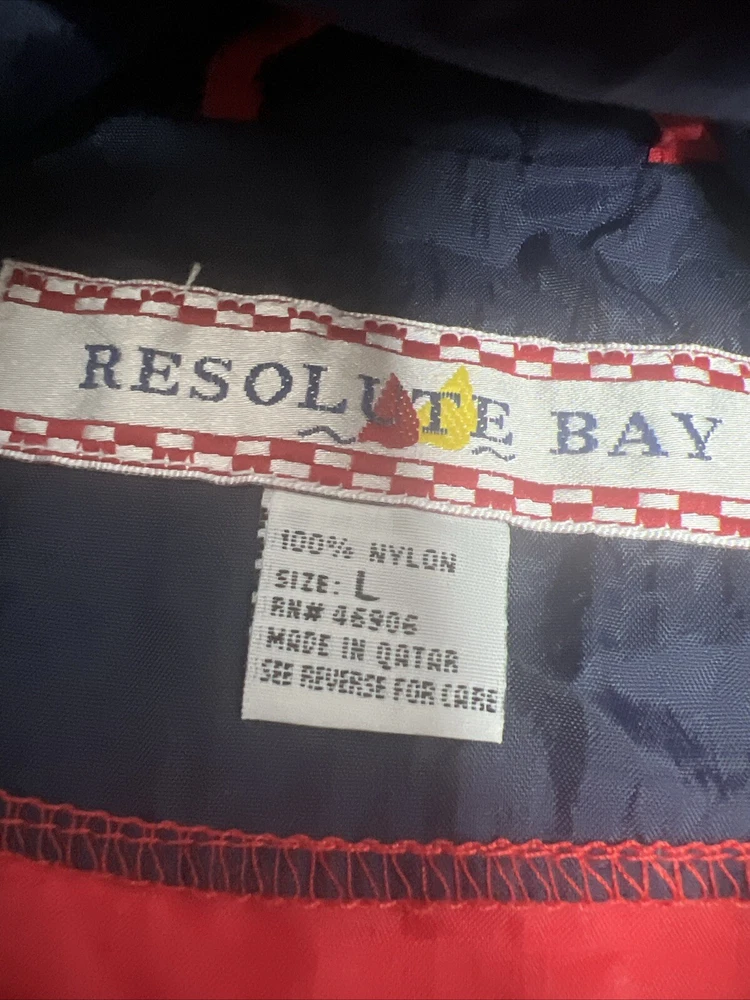 RESOLUTE BAY
100% NYLON
SIZE: L
RN# 46906
MADE IN QATAR
SEE REVERSE FOR CARE